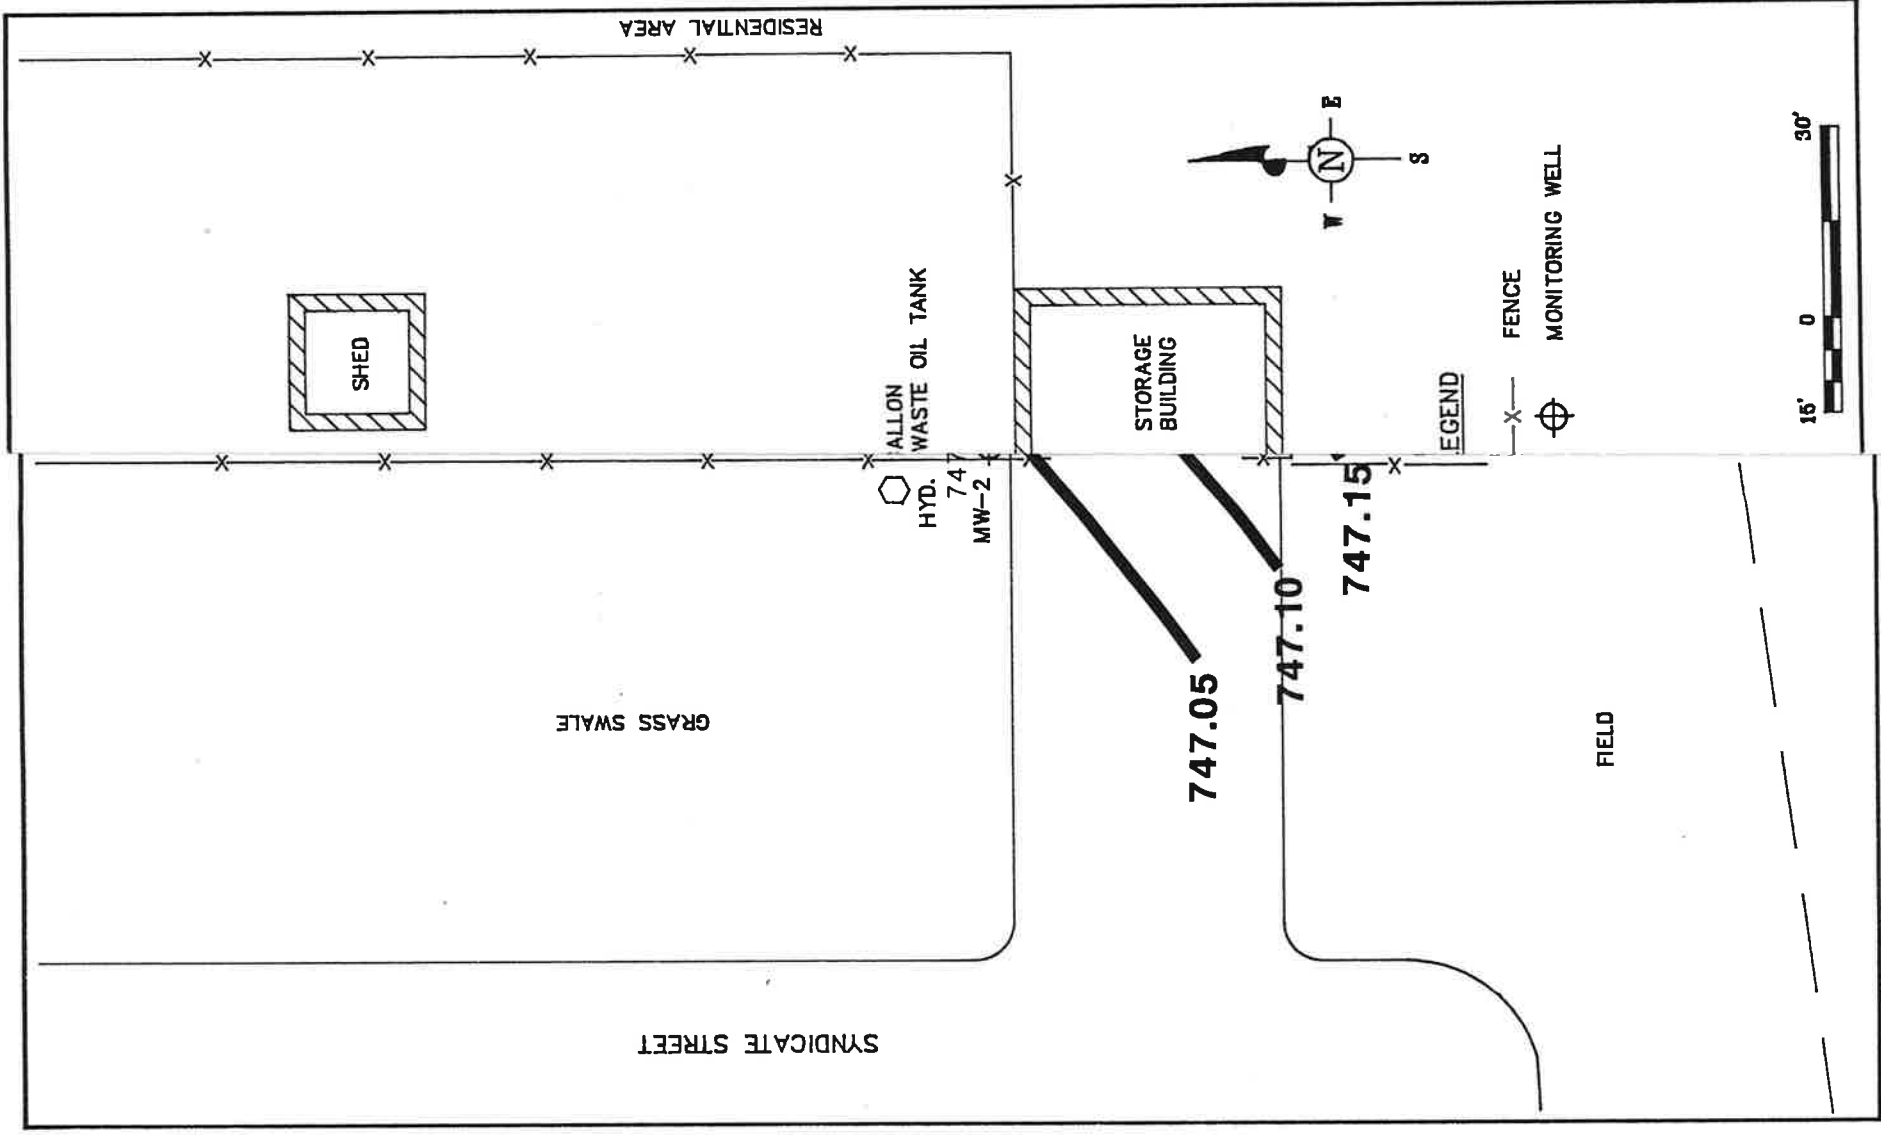 RESIDENTIAL AREA
SHED
ALLON
WASTE OIL TANK
HYD.
747
MW-2
STORAGE
BUILDING
N
E
S
W
EGEND
FENCE
MONITORING WELL
15'
0
30'
747.05
747.10
747.15
GRASS SWALE
FIELD
SYNDICATE STREET